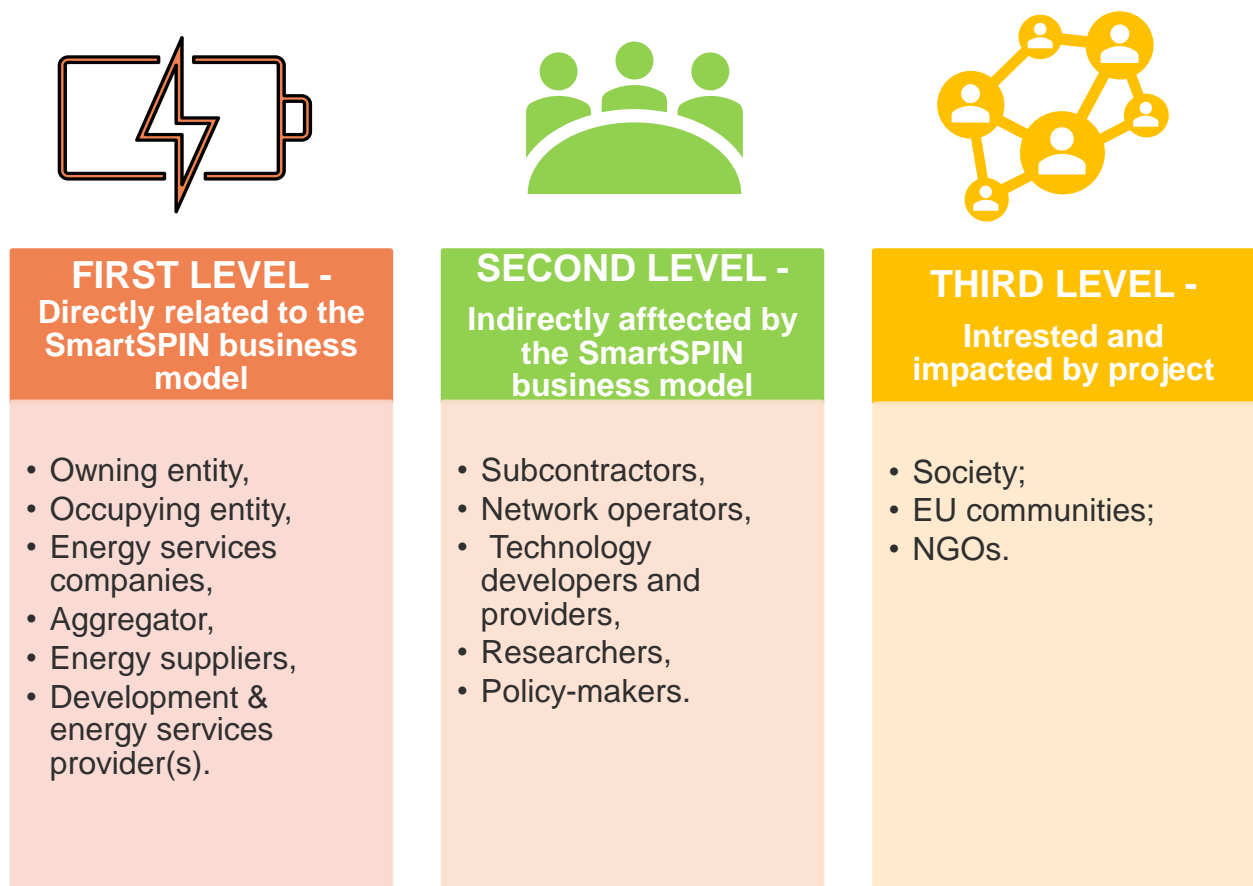 FIRST LEVEL -
Directly related to the
SmartSPIN business
model
• Owning entity,
• Occupying entity,
• Energy services
companies,
• Aggregator,
• Energy suppliers,
• Development &
energy services
provider(s).
SECOND LEVEL -
Indirectly afftected by
the SmartSPIN
business model
• Subcontractors,
• Network operators,
• Technology
developers and
providers,
• Researchers,
• Policy-makers.
THIRD LEVEL -
Intrested and
impacted by project
• Society;
• EU communities;
• NGOs.